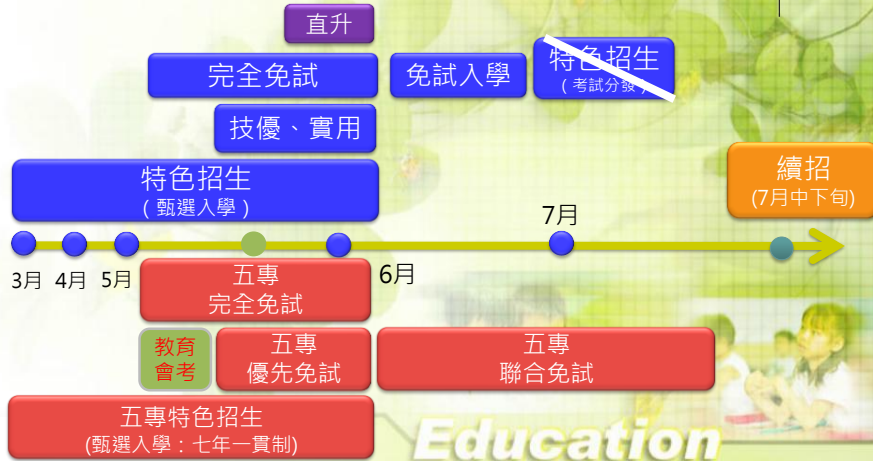 直升
完全免試
免試入學
特色招生
(考試分發)
技優、實用
特色招生
(甄選入學)
續招
(7月中下旬)
7月
3月 4月 5月
6月
五專
完全免試
教育
會考
五專
優先免試
五專
聯合免試
五專特色招生
(甄選入學：七年一貫制)
Education